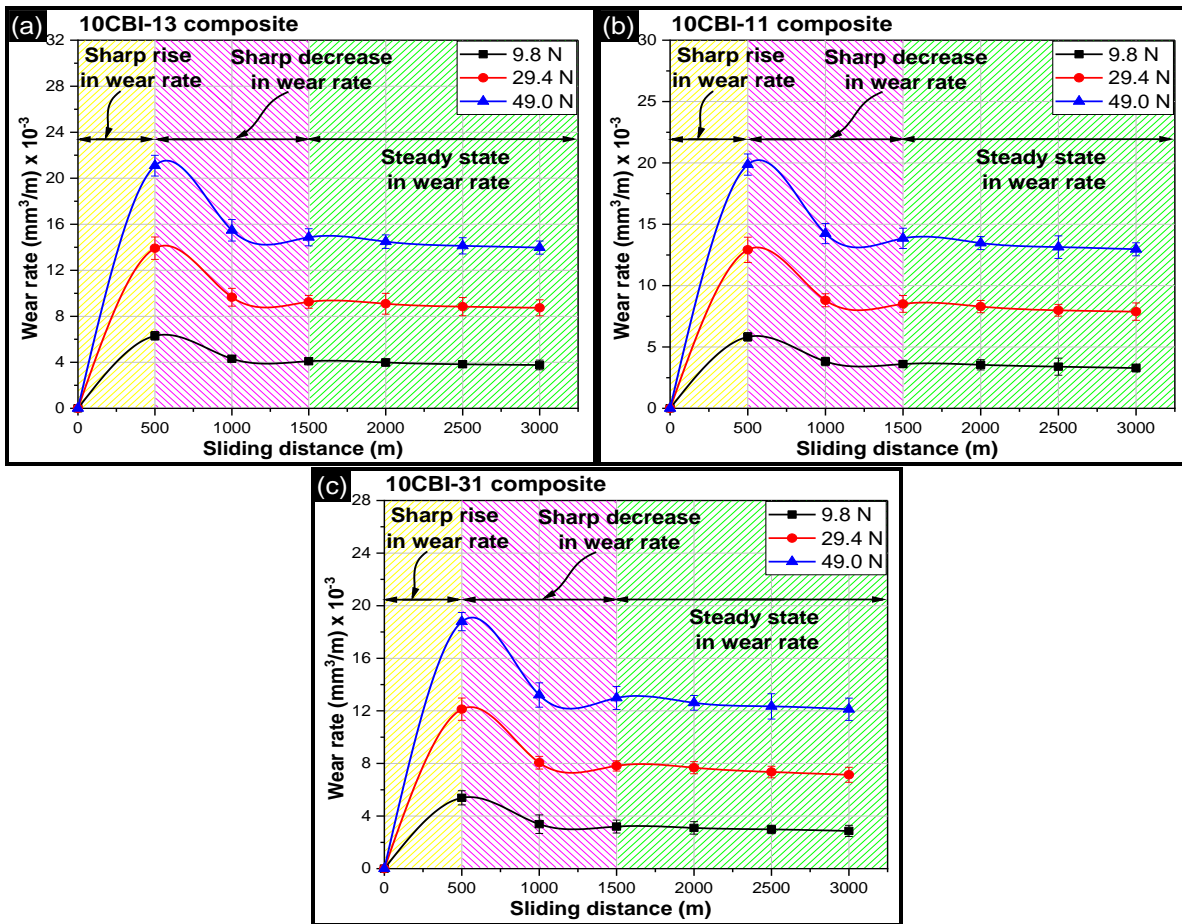 (a)
10CBI-13 composite
Sharp rise
in wear rate
Sharp decrease
in wear rate
9.8 N
29.4 N
49.0 N
Steady state
in wear rate
Wear rate (mm³/m) x 10⁻³
32
28
24
20
16
12
8
4
0
0 500 1000 1500 2000 2500 3000
Sliding distance (m)
(b)
10CBI-11 composite
Sharp rise
in wear rate
Sharp decrease
in wear rate
9.8 N
29.4 N
49.0 N
Steady state
in wear rate
Wear rate (mm³/m) × 10⁻³
30
25
20
15
10
5
0
0 500 1000 1500 2000 2500 3000
Sliding distance (m)
(c)
10CBI-31 composite
Sharp rise
in wear rate
Sharp decrease
in wear rate
9.8 N
29.4 N
49.0 N
Steady state
in wear rate
Wear rate (mm³/m) × 10⁻³
28
24
20
16
12
8
4
0
0 500 1000 1500 2000 2500 3000
Sliding distance (m)